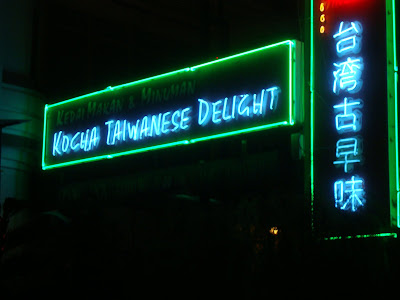 KEDAI MAKAN & MINUMAN
KOCHA TAIWANESE DELIGHT
台湾古早味